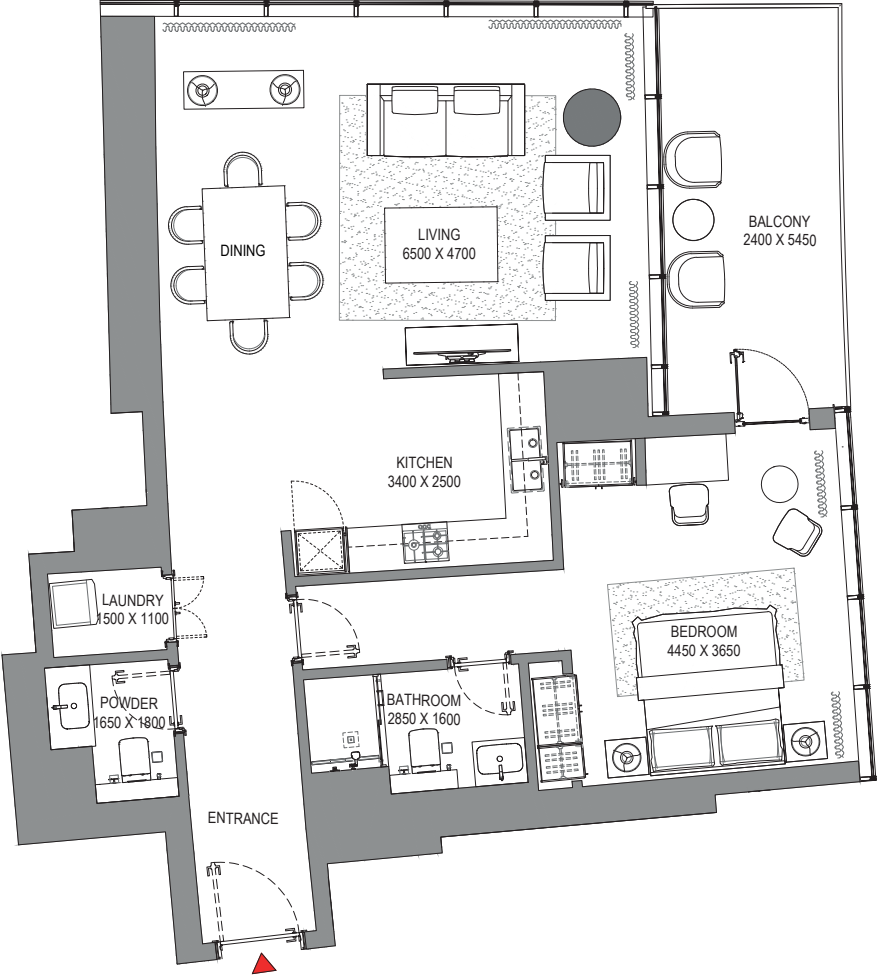 BALCONY
2400 X 5450
LIVING
6500 X 4700
DINING
KITCHEN
3400 X 2500
LAUNDRY
1500 X 1100
BEDROOM
4450 X 3650
POWDER
1650 X 1800
BATHROOM
2850 X 1600
ENTRANCE